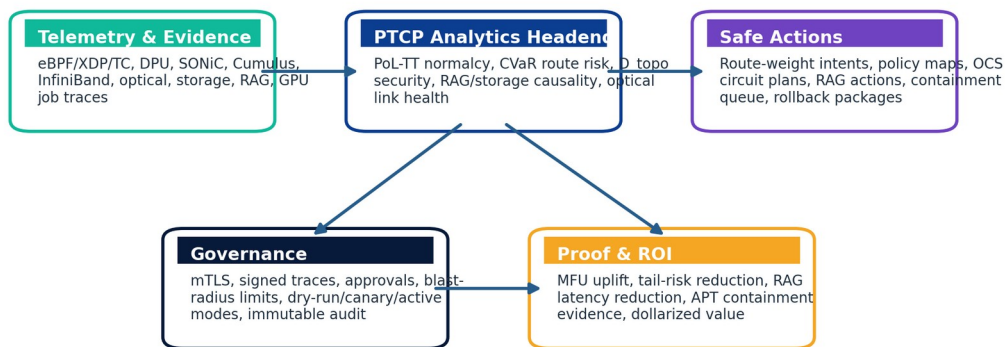 Telemetry & Evidence
eBPF/XDP/TC, DPU, SONiC, Cumulus,
InfiniBand, optical, storage, RAG, GPU
job traces
PTCP Analytics Headend
PoL-TT normalcy, CVaR route risk, D_topo
security, RAG/storage causality, optical
link health
Safe Actions
Route-weight intents, policy maps, OCS
circuit plans, RAG actions, containment
queue, rollback packages
Governance
mTLS, signed traces, approvals, blast-
radius limits, dry-run/canary/active
modes, immutable audit
Proof & ROI
MFU uplift, tail-risk reduction, RAG
latency reduction, APT containment
evidence, dollarized value